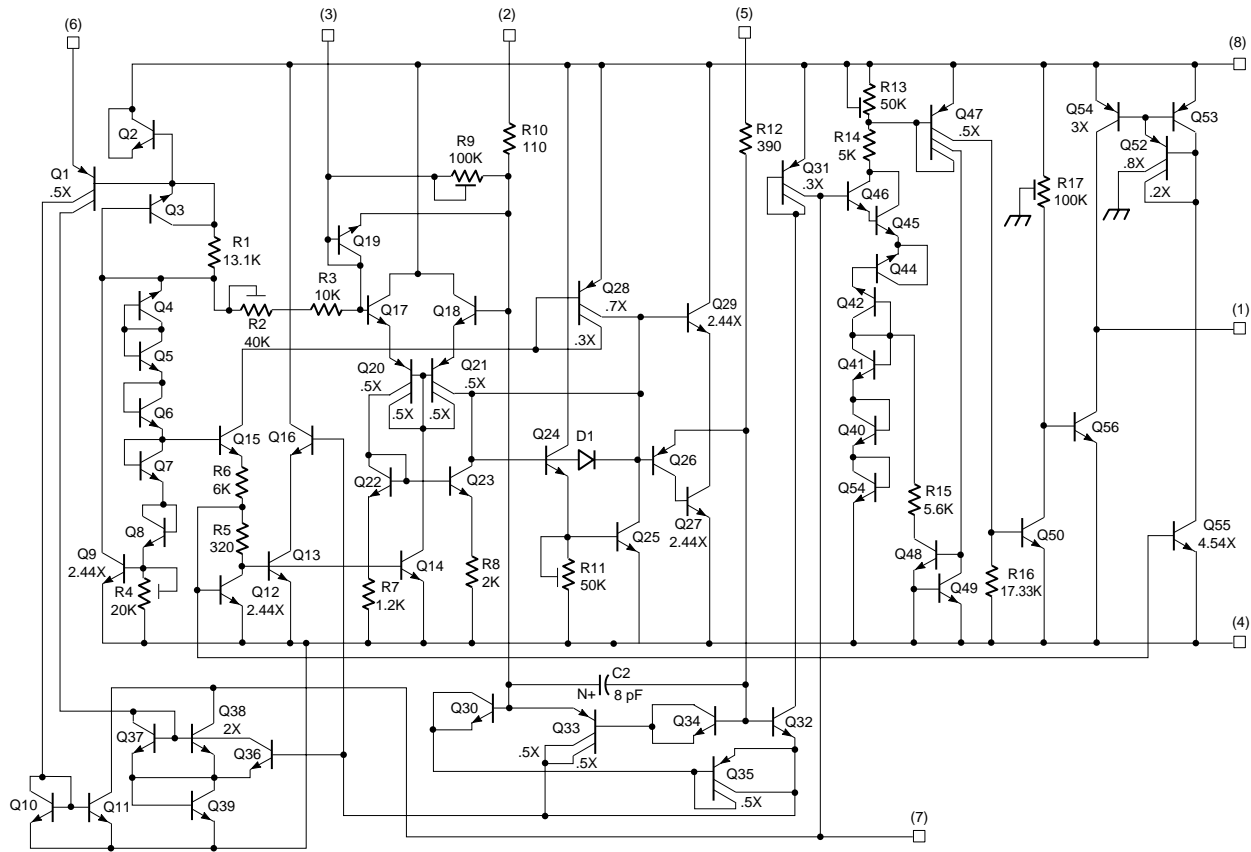 (6)
(3)
(2)
(5)
(8)
Q2
Q1
.5X
Q3
R1
13.1K
Q4
Q5
Q6
Q7
Q8
Q9
2.44X
R4
20K
R2
40K
R3
10K
Q19
R9
100K
R10
110
Q17
Q18
Q20
.5X
Q21
.5X
.5X
.5X
Q15
Q16
R6
6K
R5
320
Q12
2.44X
Q13
Q14
Q22
Q23
R7
1.2K
R8
2K
Q24
D1
Q25
R11
50K
Q28
.7X
.3X
Q29
2.44X
Q26
Q27
2.44X
R12
390
Q31
.3X
R13
50K
R14
5K
Q46
Q45
Q44
Q42
Q41
Q40
Q54
Q47
.5X
R15
5.6K
Q48
Q49
R16
17.33K
Q50
R17
100K
Q54
3X
Q52
.8X
.2X
Q53
Q56
Q55
4.54X
(1)
(4)
C2
N+
8 pF
Q30
Q33
.5X
.5X
Q34
Q32
Q35
.5X
Q38
2X
Q37
Q36
Q39
Q10
Q11
(7)